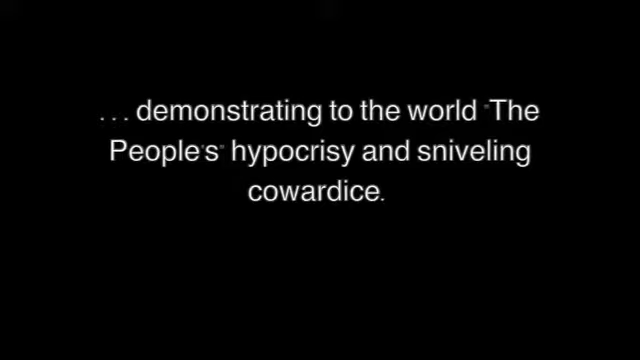 ... demonstrating to the world "The
People's" hypocrisy and sniveling
cowardice.